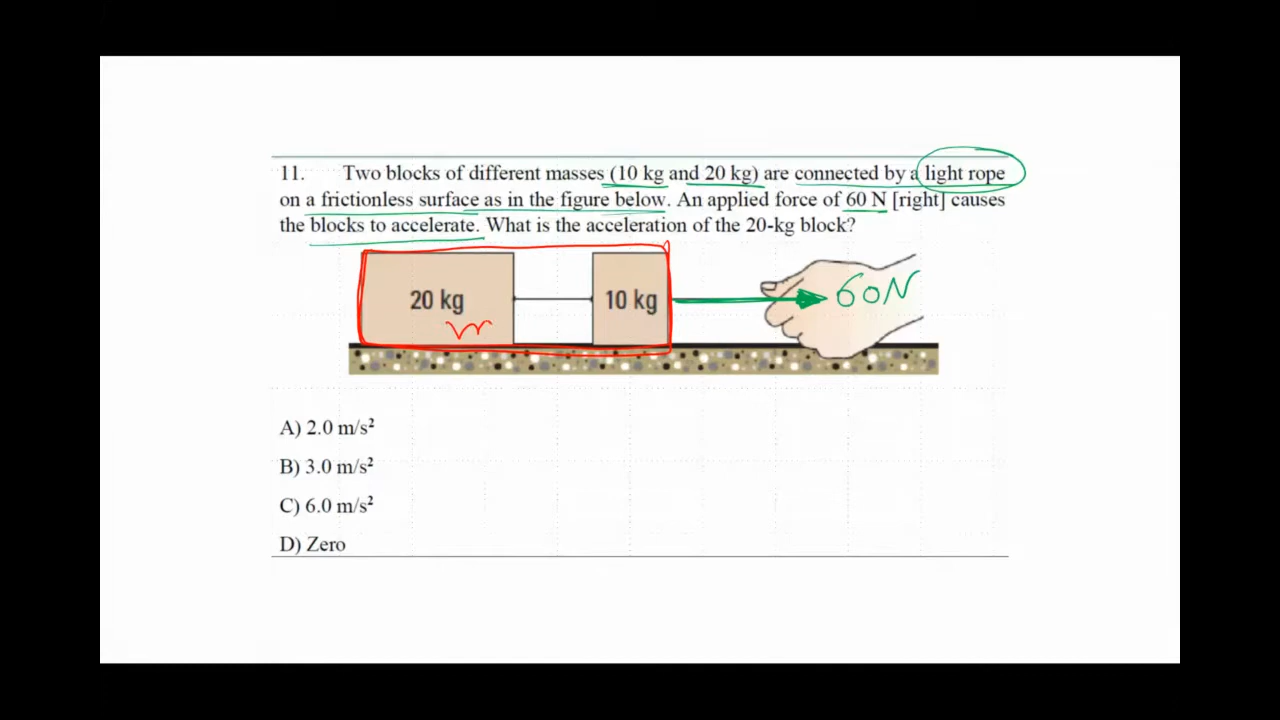 11. Two blocks of different masses (10 kg and 20 kg) are connected by a light rope
on a frictionless surface as in the figure below. An applied force of 60 N [right] causes
the blocks to accelerate. What is the acceleration of the 20-kg block?
20 kg 10 kg 60N
A) 2.0 m/s²
B) 3.0 m/s²
C) 6.0 m/s²
D) Zero